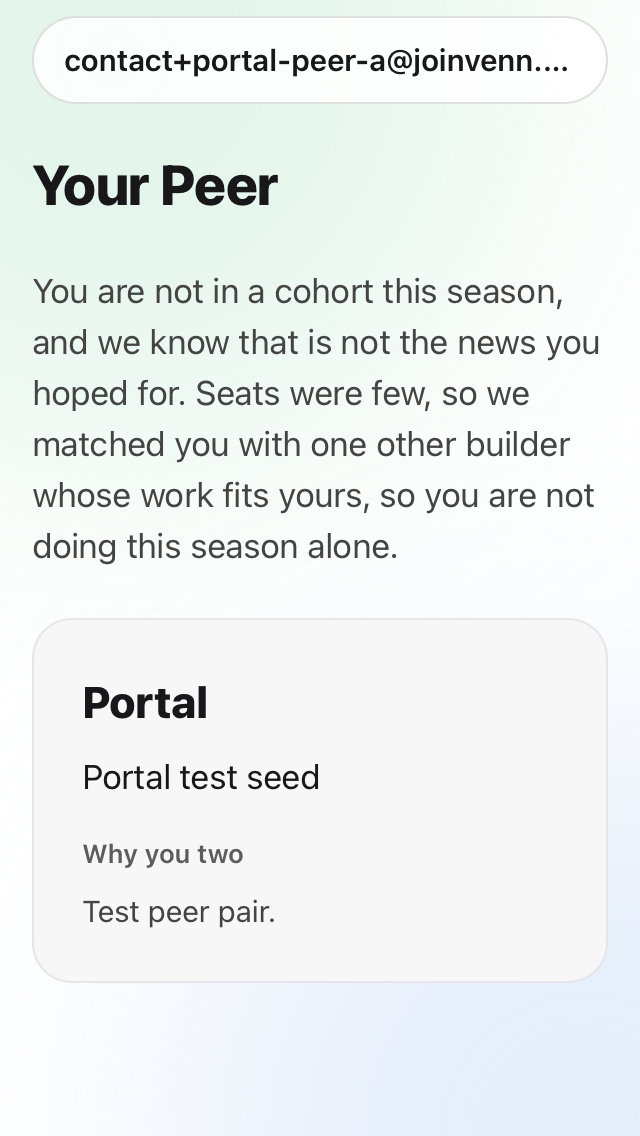 contact+portal-peer-a@joinvenn....
Your Peer
You are not in a cohort this season,
and we know that is not the news you
hoped for. Seats were few, so we
matched you with one other builder
whose work fits yours, so you are not
doing this season alone.
Portal
Portal test seed
Why you two
Test peer pair.